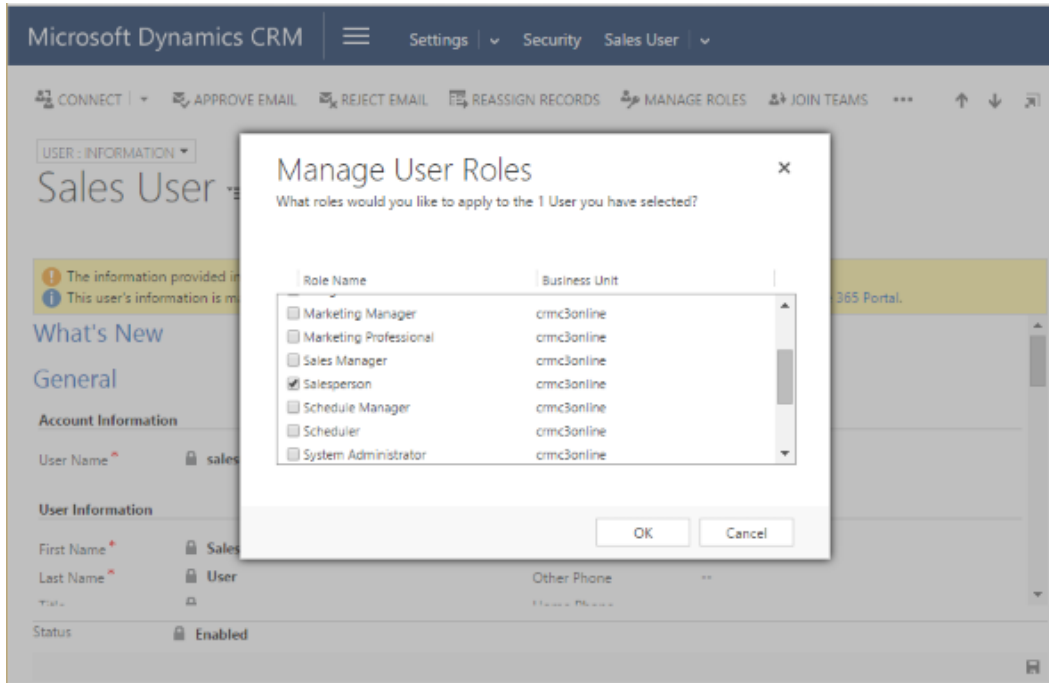 Microsoft Dynamics CRM Settings Security Sales User
CONNECT APPROVE EMAIL REJECT EMAIL REASSIGN RECORDS MANAGE ROLES JOIN TEAMS ...
USER : INFORMATION
Sales User
Manage User Roles
What roles would you like to apply to the 1 User you have selected?
The information provided in
This user's information is 365 Portal.
Role Name Business Unit
Marketing Manager crmc3online
Marketing Professional crmc3online
Sales Manager crmc3online
Salesperson crmc3online
Schedule Manager crmc3online
Scheduler crmc3online
System Administrator crmc3online
OK Cancel
What's New
General
Account Information
User Name* sales
User Information
First Name* Sales
Last Name* User Other Phone --
Status Enabled